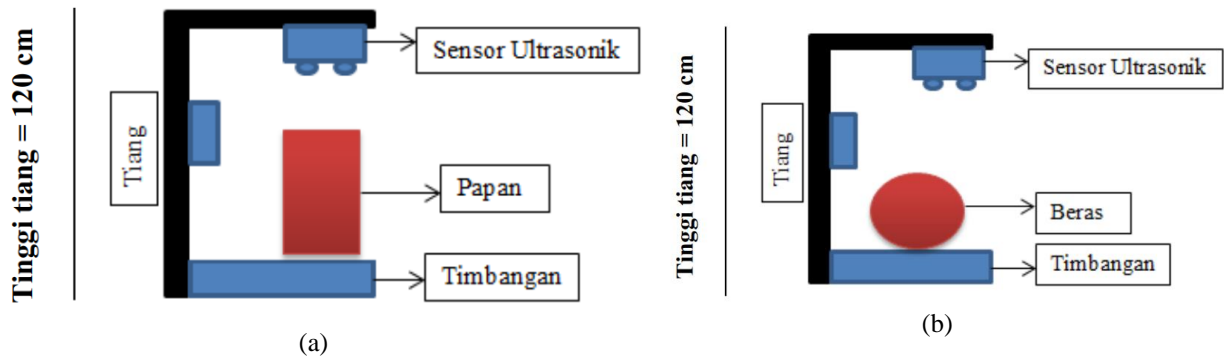 Tinggi tiang = 120 cm
Tiang
Sensor Ultrasonik
Papan
Timbangan
(a)
Tinggi tiang = 120 cm
Tiang
Sensor Ultrasonik
Beras
Timbangan
(b)